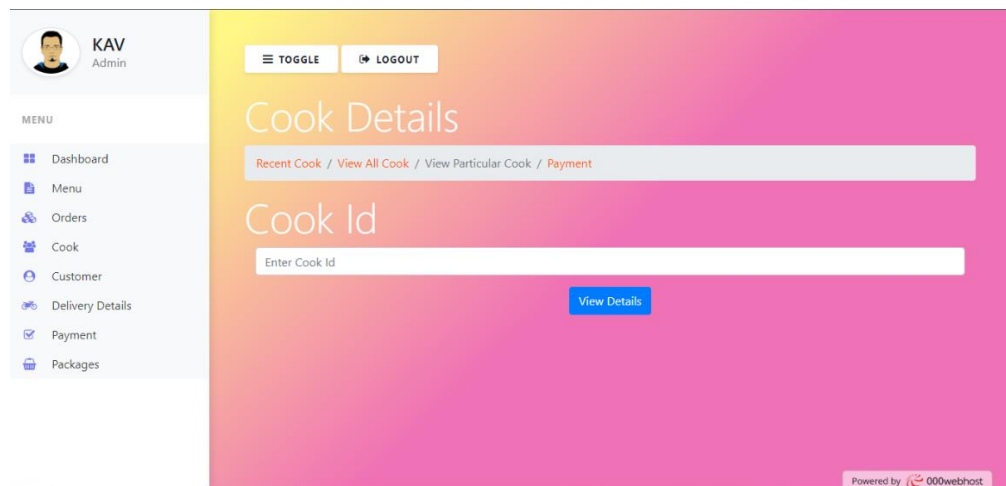 KAV
Admin
MENU
Dashboard
Menu
Orders
Cook
Customer
Delivery Details
Payment
Packages
TOGGLE
LOGOUT
Cook Details
Recent Cook / View All Cook / View Particular Cook / Payment
Cook Id
Enter Cook Id
View Details
Powered by 000webhost